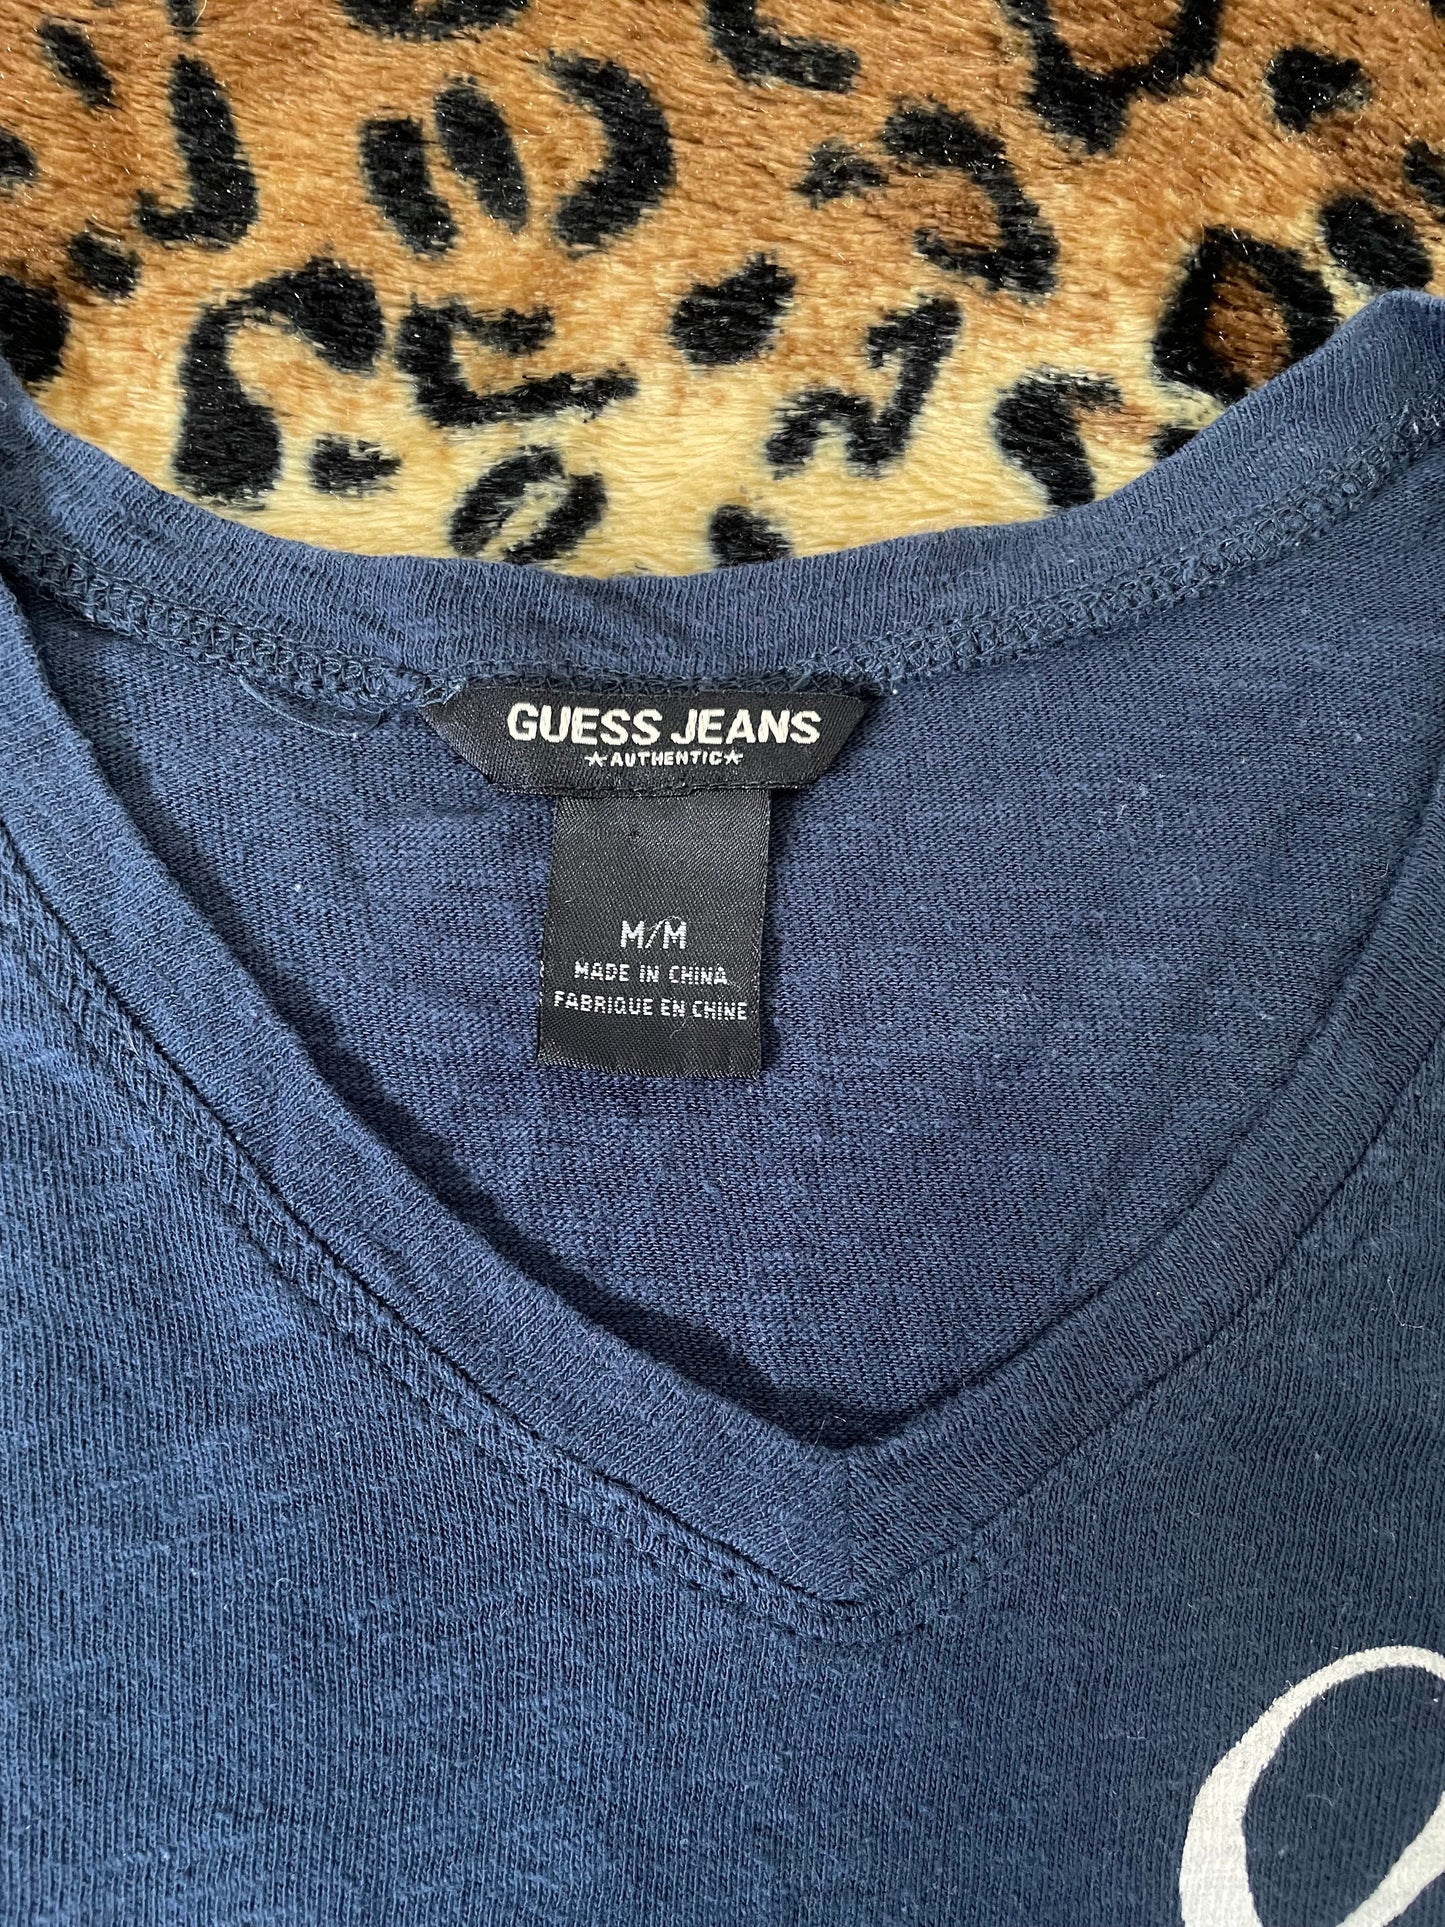 GUESS JEANS
★AUTHENTIC★
M/M
MADE IN CHINA
FABRIQUE EN CHINE